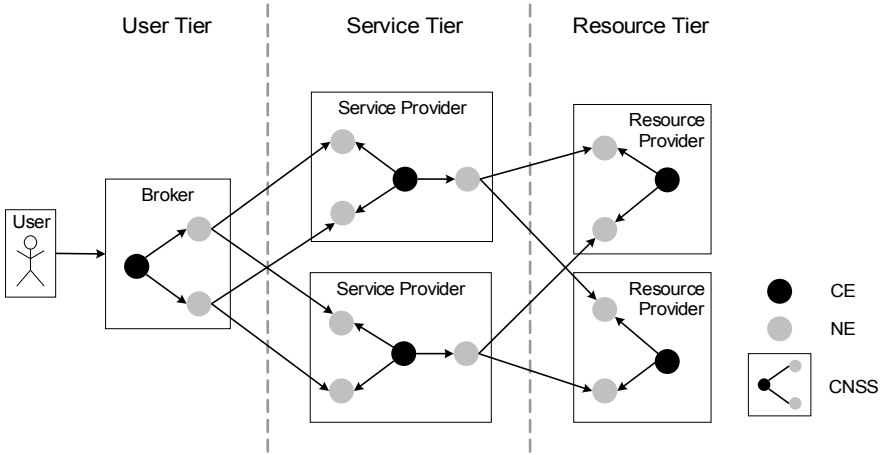 User Tier
Service Tier
Resource Tier
Service Provider
Resource
Provider
Broker
User
Service Provider
Resource
Provider
CE
NE
CNSS